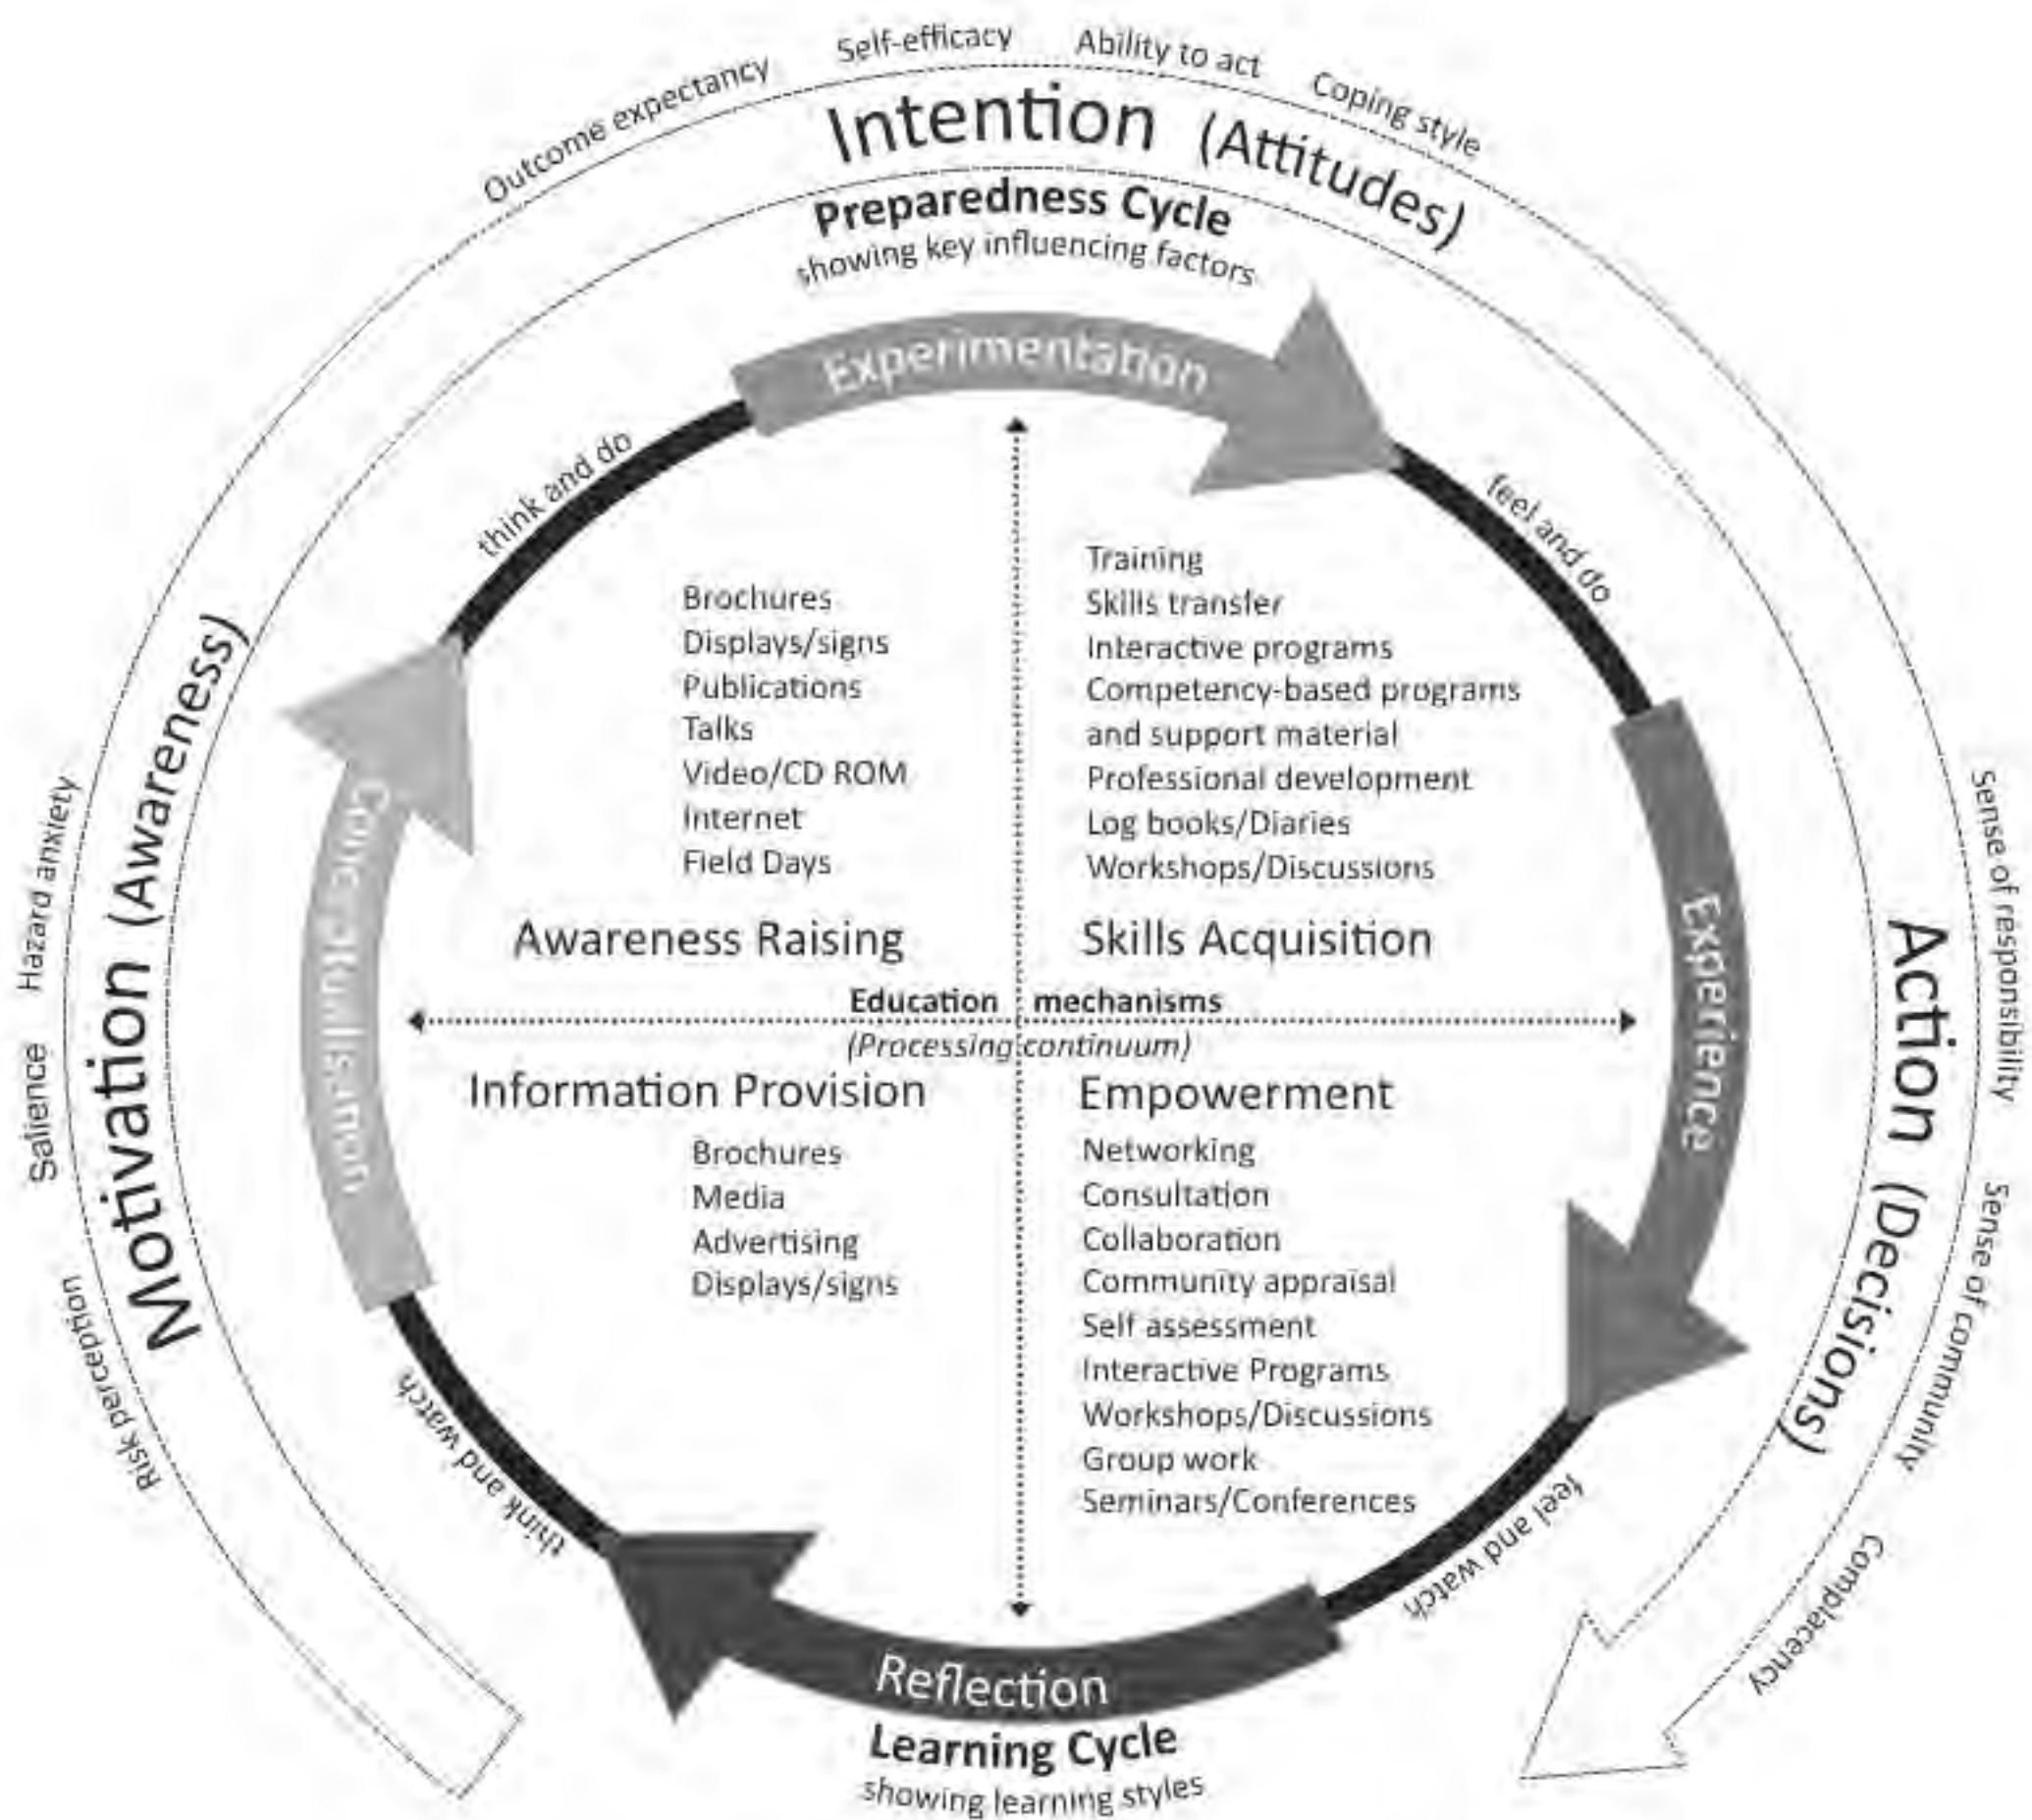 Outcome expectancy
Self-efficacy
Ability to act
Coping style
Intention (Attitudes)
Preparedness Cycle
showing key influencing factors
Experimentation
think and do
feel and do
Brochures
Displays/signs
Publications
Talks
Video/CD ROM
Internet
Field Days
Awareness Raising
Training
Skills transfer
Interactive programs
Competency-based programs
and support material
Professional development
Log books/Diaries
Workshops/Discussions
Skills Acquisition
Motivation (Awareness)
Hazard anxiety
Salience
Risk perception
Experience
Action (Decisions)
Sense of responsibility
Sense of community
Complacency
Education mechanisms
(Processing continuum)
Information Provision
Brochures
Media
Advertising
Displays/signs
Empowerment
Networking
Consultation
Collaboration
Community appraisal
Self assessment
Interactive Programs
Workshops/Discussions
Group work
Seminars/Conferences
think and watch
feel and watch
Reflection
Learning Cycle
showing learning styles